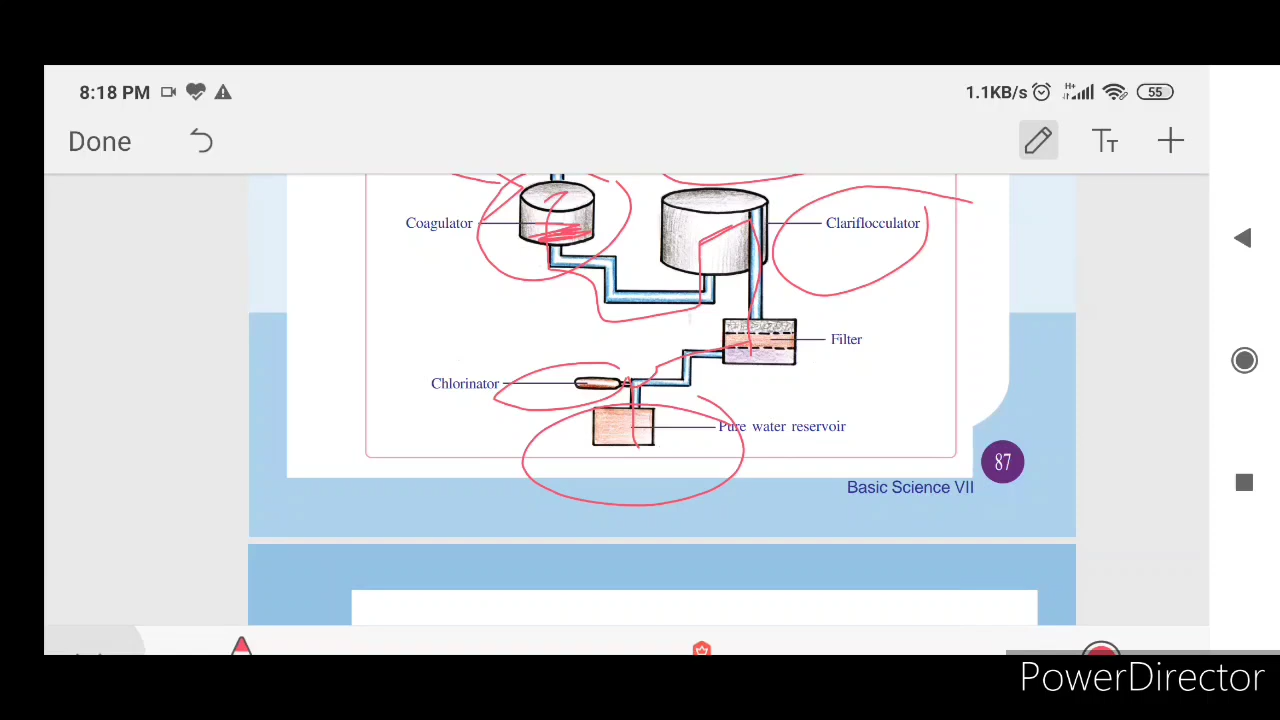 8:18 PM 1.1KB/s H+ 55
Done TT
Coagulator Clariflocculator
Filter
Chlorinator
Pure water reservoir
87
Basic Science VII
PowerDirector